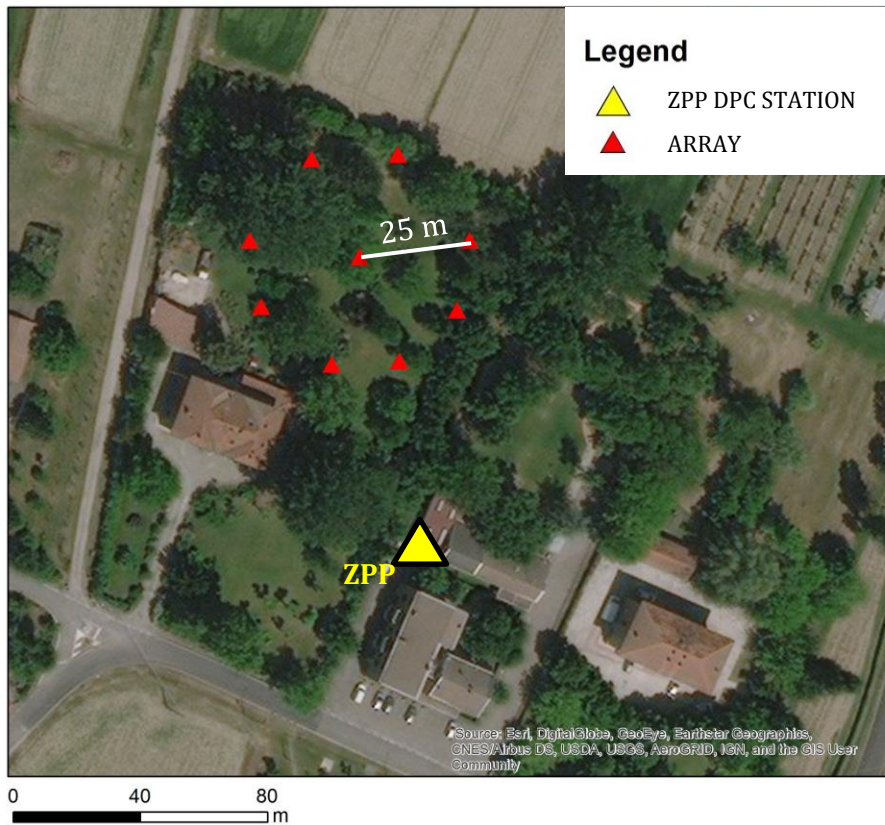 Legend
ZPP DPC STATION
ARRAY
25 m
ZPP
Source: Esri, DigitalGlobe, GeoEye, Earthstar Geographics,
CNES/Airbus DS, USDA, USGS, AeroGRID, IGN, and the GIS User
Community
0 40 80
m